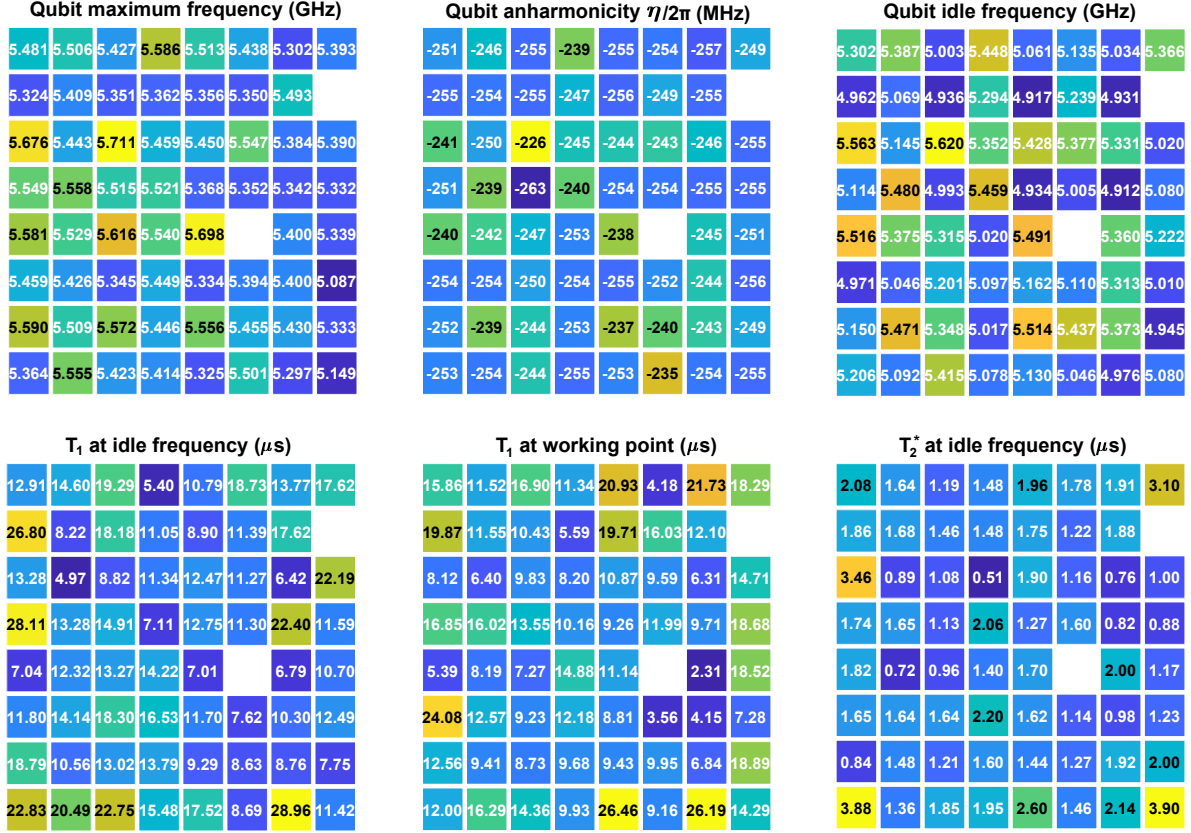 Qubit maximum frequency (GHz)
5.481 5.506 5.427 5.586 5.513 5.438 5.302 5.393
5.324 5.409 5.351 5.362 5.356 5.350 5.493
5.676 5.443 5.711 5.459 5.450 5.547 5.384 5.390
5.549 5.558 5.515 5.521 5.368 5.352 5.342 5.332
5.581 5.529 5.616 5.540 5.698 5.400 5.339
5.459 5.426 5.345 5.449 5.334 5.394 5.400 5.087
5.590 5.509 5.572 5.446 5.556 5.455 5.430 5.333
5.364 5.555 5.423 5.414 5.325 5.501 5.297 5.149
Qubit anharmonicity η/2π (MHz)
-251 -246 -255 -239 -255 -254 -257 -249
-255 -254 -255 -247 -256 -249 -255
-241 -250 -226 -245 -244 -243 -246 -255
-251 -239 -263 -240 -254 -254 -255 -255
-240 -242 -247 -253 -238 -245 -251
-254 -254 -250 -254 -255 -252 -244 -256
-252 -239 -244 -253 -237 -240 -243 -249
-253 -254 -244 -255 -253 -235 -254 -255
Qubit idle frequency (GHz)
5.302 5.387 5.003 5.448 5.061 5.135 5.034 5.366
4.962 5.069 4.936 5.294 4.917 5.239 4.931
5.563 5.145 5.620 5.352 5.428 5.377 5.331 5.020
5.114 5.480 4.993 5.459 4.934 5.005 4.912 5.080
5.516 5.375 5.315 5.020 5.491 5.360 5.222
4.971 5.046 5.201 5.097 5.162 5.110 5.313 5.010
5.150 5.471 5.348 5.017 5.514 5.437 5.373 4.945
5.206 5.092 5.415 5.078 5.130 5.046 4.976 5.080
T1 at idle frequency (μs)
12.91 14.60 19.29 5.40 10.79 18.73 13.77 17.62
26.80 8.22 18.18 11.05 8.90 11.39 17.62
13.28 4.97 8.82 11.34 12.47 11.27 6.42 22.19
28.11 13.28 14.91 7.11 12.75 11.30 22.40 11.59
7.04 12.32 13.27 14.22 7.01 6.79 10.70
11.80 14.14 18.30 16.53 11.70 7.62 10.30 12.49
18.79 10.56 13.02 13.79 9.29 8.63 8.76 7.75
22.83 20.49 22.75 15.48 17.52 8.69 28.96 11.42
T1 at working point (μs)
15.86 11.52 16.90 11.34 20.93 4.18 21.73 18.29
19.87 11.55 10.43 5.59 19.71 16.03 12.10
8.12 6.40 9.83 8.20 10.87 9.59 6.31 14.71
16.85 16.02 13.55 10.16 9.26 11.99 9.71 18.68
5.39 8.19 7.27 14.88 11.14 2.31 18.52
24.08 12.57 9.23 12.18 8.81 3.56 4.15 7.28
12.56 9.41 8.73 9.68 9.43 9.95 6.84 18.89
12.00 16.29 14.36 9.93 26.46 9.16 26.19 14.29
T2* at idle frequency (μs)
2.08 1.64 1.19 1.48 1.96 1.78 1.91 3.10
1.86 1.68 1.46 1.48 1.75 1.22 1.88
3.46 0.89 1.08 0.51 1.90 1.16 0.76 1.00
1.74 1.65 1.13 2.06 1.27 1.60 0.82 0.88
1.82 0.72 0.96 1.40 1.70 2.00 1.17
1.65 1.64 1.64 2.20 1.62 1.14 0.98 1.23
0.84 1.48 1.21 1.60 1.44 1.27 1.92 2.00
3.88 1.36 1.85 1.95 2.60 1.46 2.14 3.90